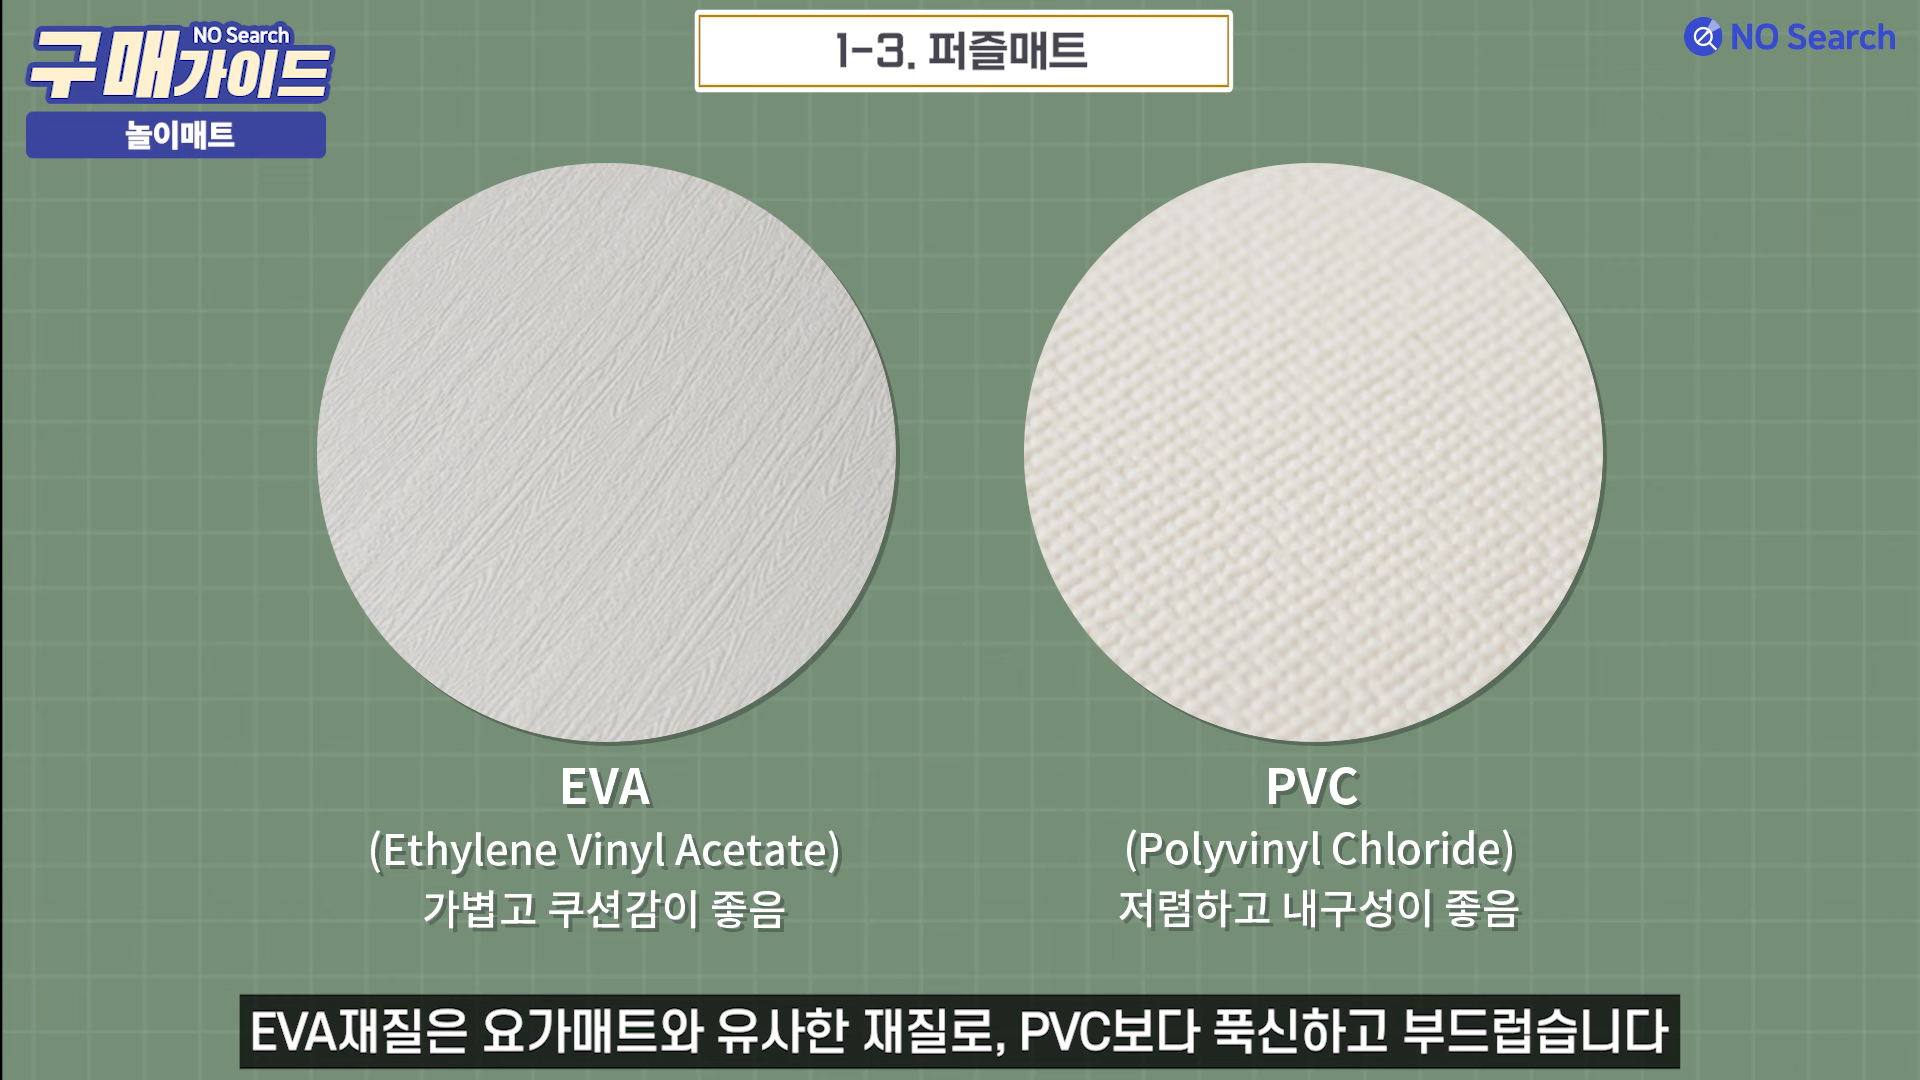 NO Search
구매가이드
놀이매트
1-3. 퍼즐매트
NO Search
EVA
(Ethylene Vinyl Acetate)
가볍고 쿠션감이 좋음
PVC
(Polyvinyl Chloride)
저렴하고 내구성이 좋음
EVA재질은 요가매트와 유사한 재질로, PVC보다 푹신하고 부드럽습니다